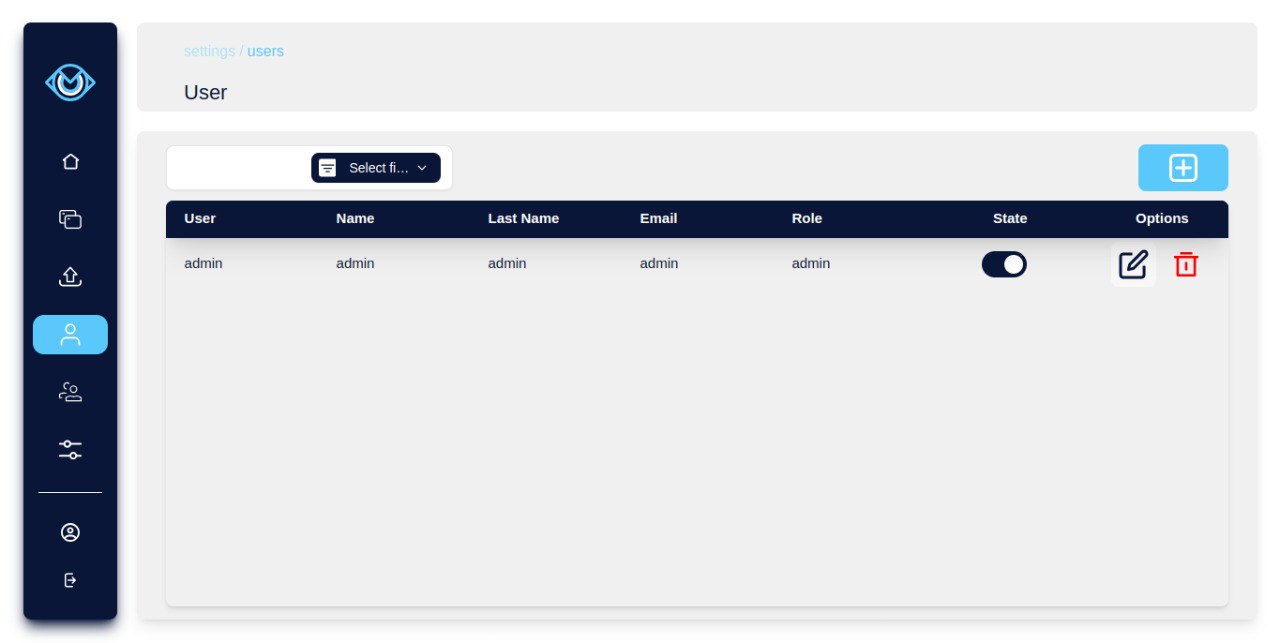 settings / users
User
Select fi...
User Name Last Name Email Role State Options
admin admin admin admin admin